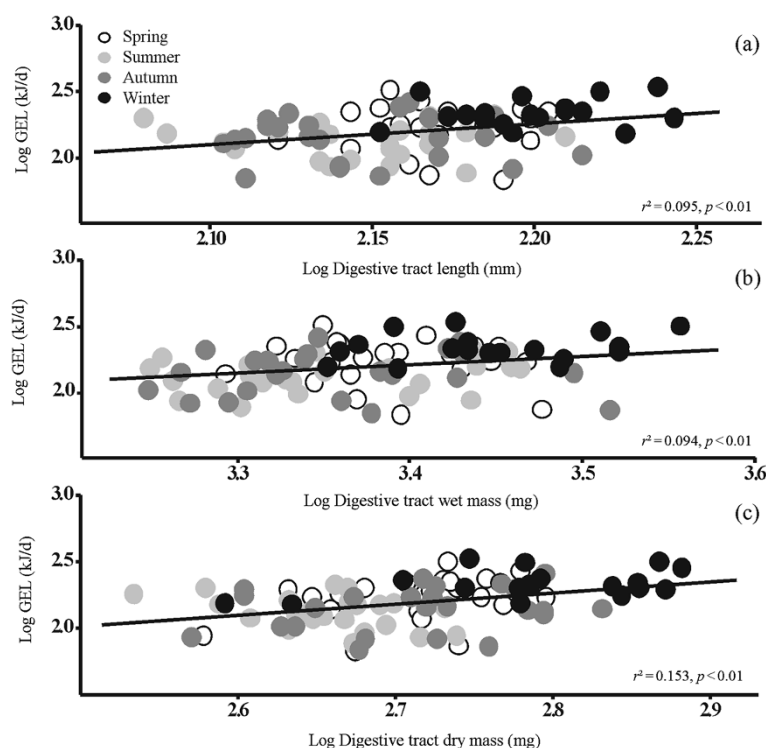 (a)
Spring
Summer
Autumn
Winter
Log GEL (kJ/d)
3.0
2.5
2.0
r² = 0.095, p < 0.01
2.10 2.15 2.20 2.25
Log Digestive tract length (mm)
(b)
Log GEL (kJ/d)
3.0
2.5
2.0
r² = 0.094, p < 0.01
3.3 3.4 3.5 3.6
Log Digestive tract wet mass (mg)
(c)
Log GEL (kJ/d)
3.0
2.5
2.0
r² = 0.153, p < 0.01
2.6 2.7 2.8 2.9
Log Digestive tract dry mass (mg)